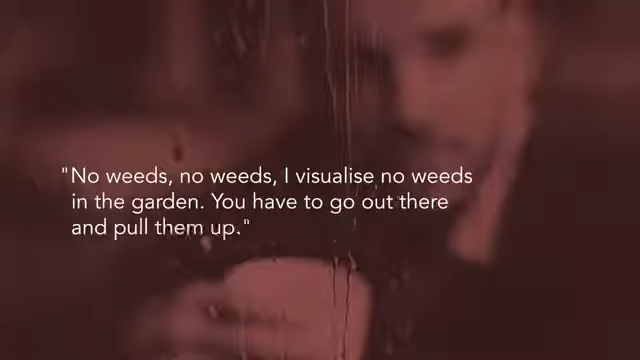 "No weeds, no weeds, I visualise no weeds
in the garden. You have to go out there
and pull them up."